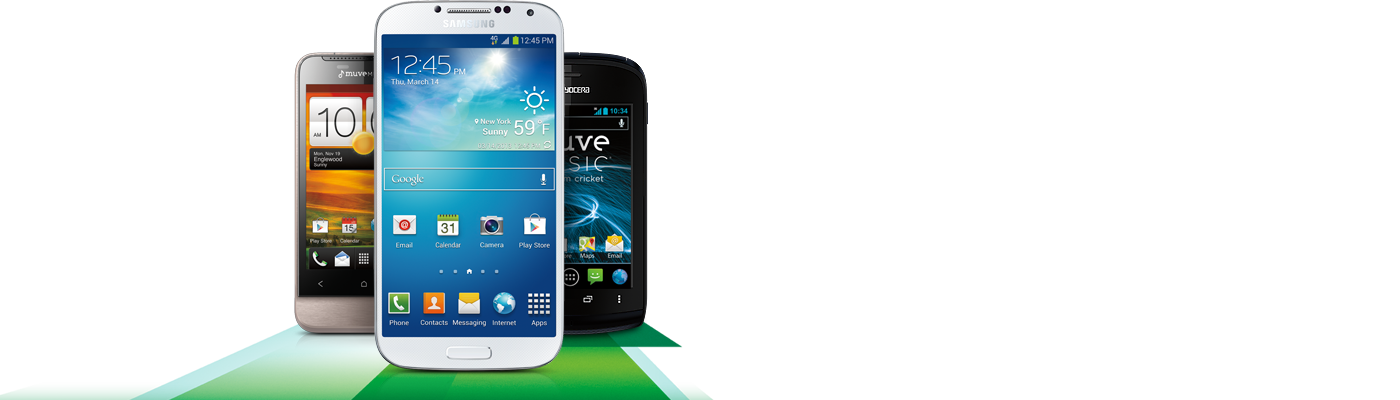 muve
10
AM
Mon, Nov 19
Englewood
Sunny
Play Store
Calendar
15
SAMSUNG
4G
12:45 PM
12:45 PM
Thu, March 14
New York
Sunny
59°F
Google
31
Email
Calendar
Camera
Play Store
Phone
Contacts
Messaging
Internet
Apps
YOCERA
10:34
uve
SIC
m cricket
Maps
Email